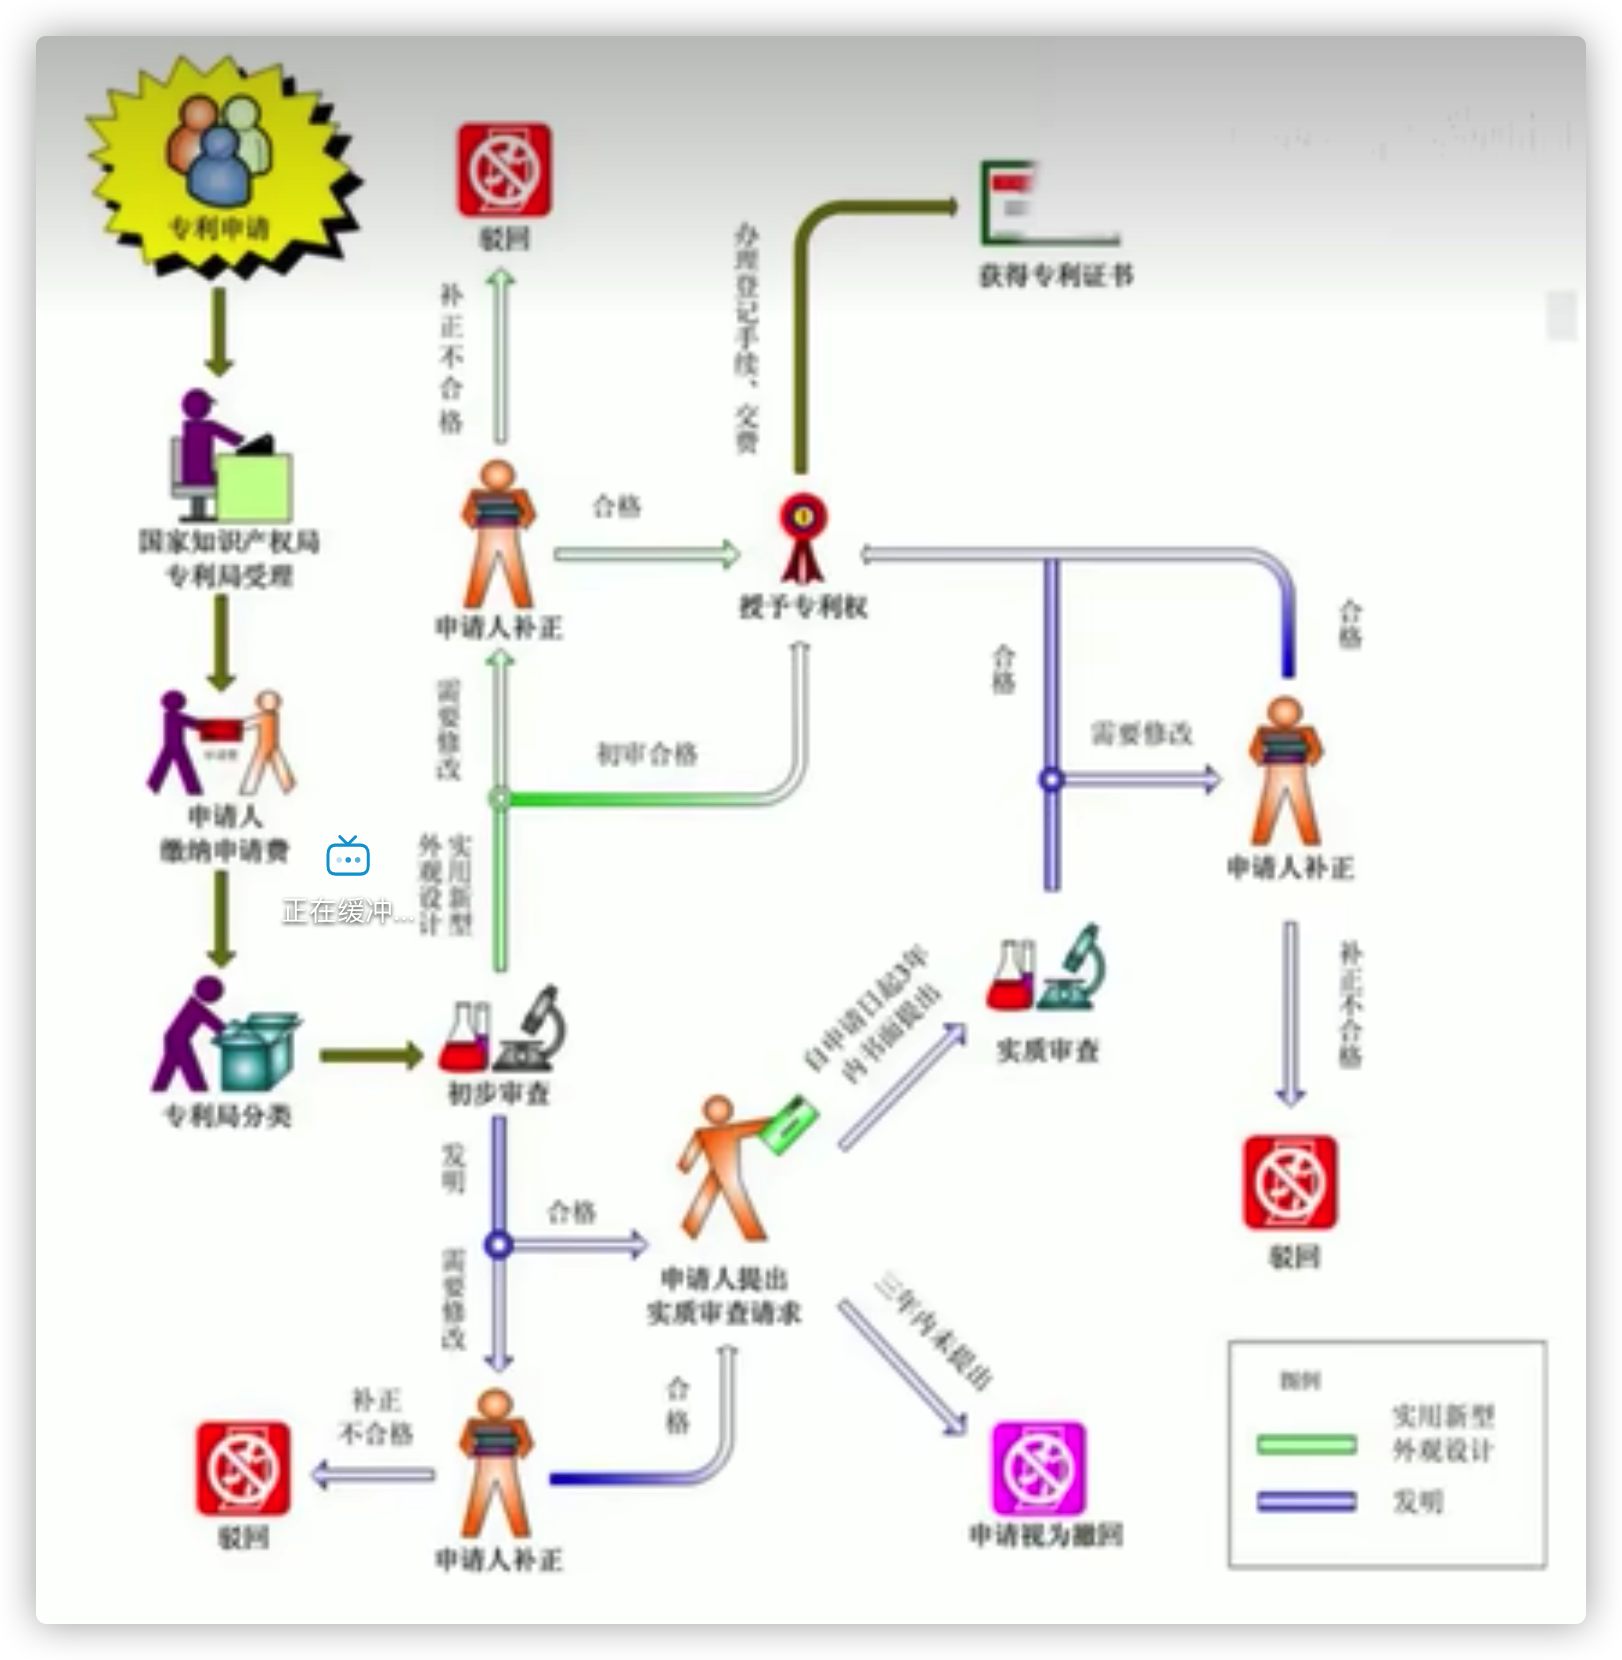 专利申请
驳回
办理登记手续、交费
获得专利证书
补正不合格
国家知识产权局
专利局受理
合格
申请人补正
授予专利权
合格
合格
需要修改
初审合格
需要修改
申请人
缴纳申请费
实用新型
外观设计
正在缓冲...
申请人补正
自申请日起3年
内书面提出
补正不合格
实质审查
初步审查
专利局分类
发明
合格
需要修改
申请人提出
实质审查请求
驳回
三年内未提出
图例
实用新型
外观设计
发明
补正
不合格
合格
驳回
申请人补正
申请视为撤回